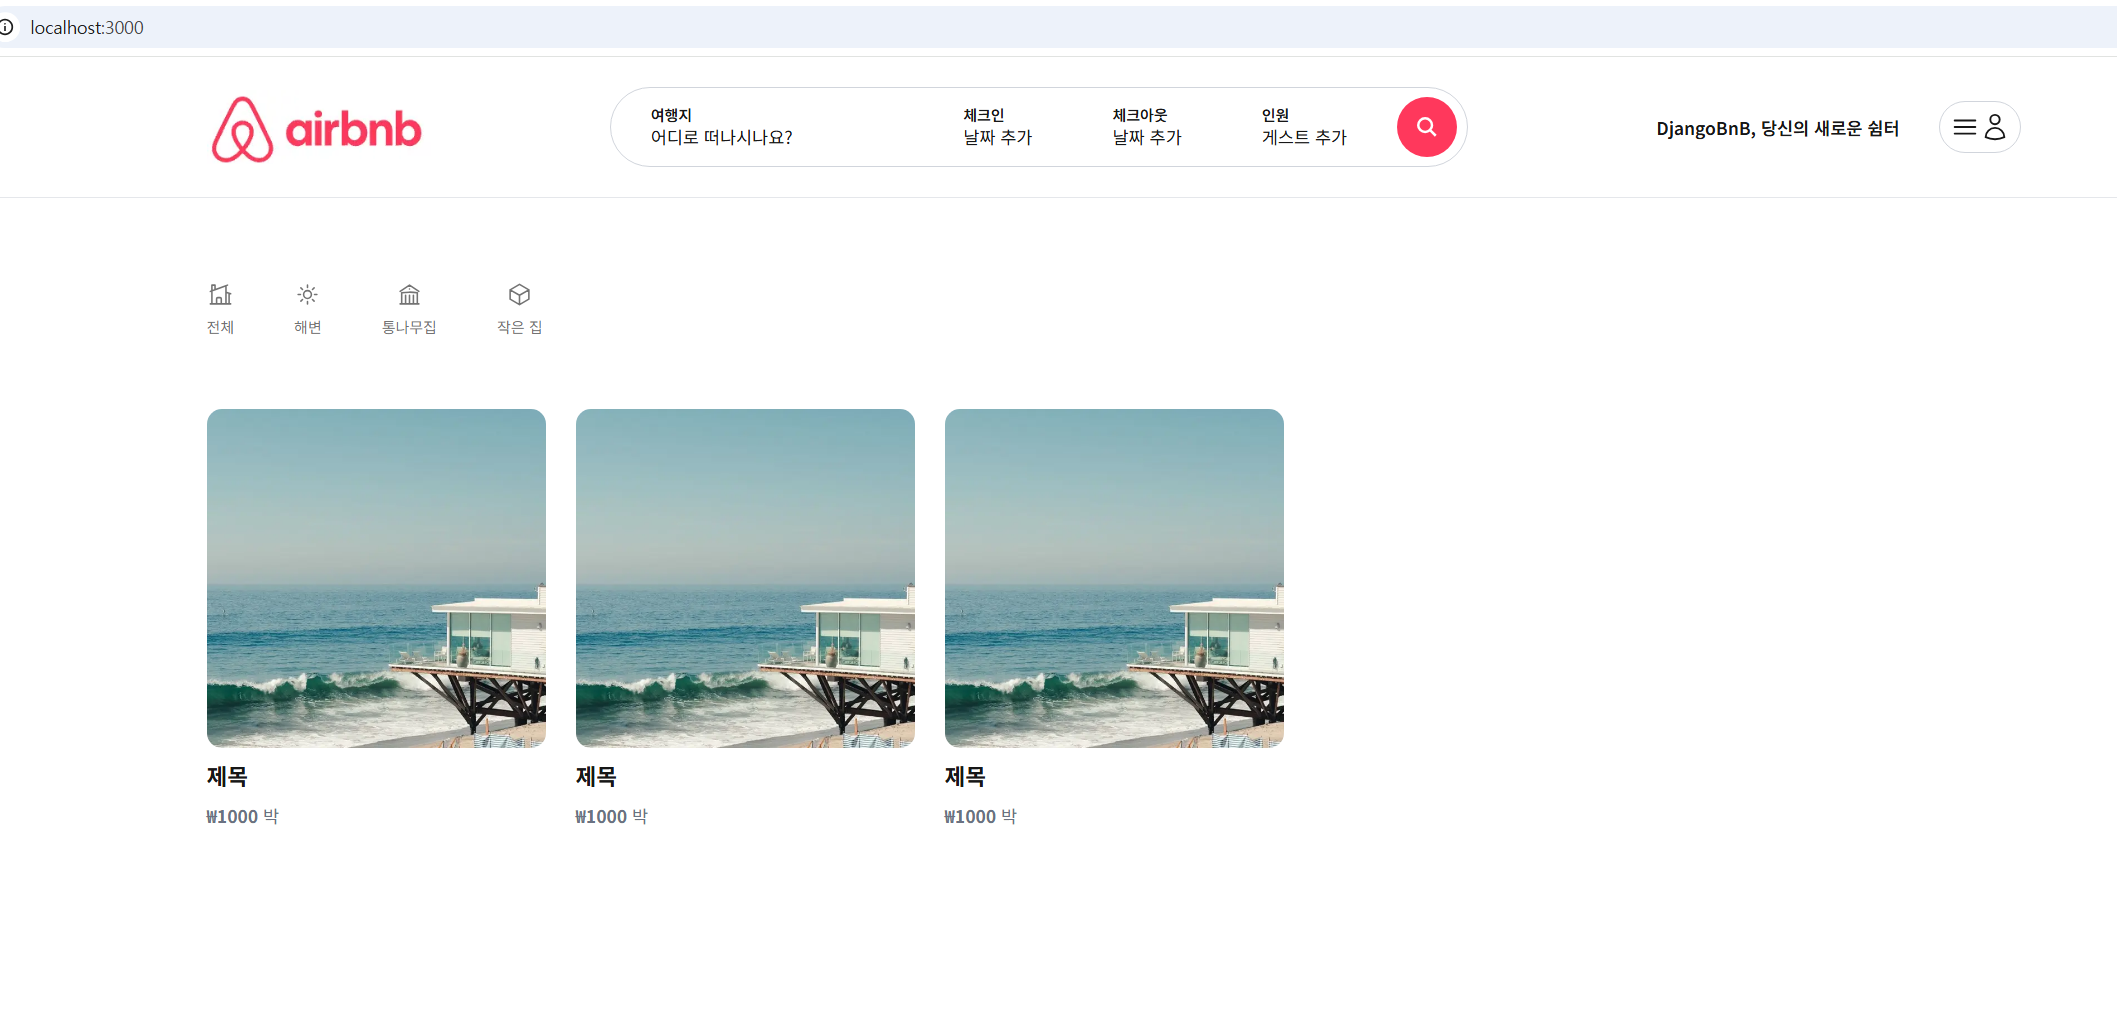 localhost:3000
airbnb
여행지
어디로 떠나시나요?
체크인
날짜 추가
체크아웃
날짜 추가
인원
게스트 추가
DjangoBnB, 당신의 새로운 쉼터
전체
해변
통나무집
작은 집
제목
₩1000 박
제목
₩1000 박
제목
₩1000 박